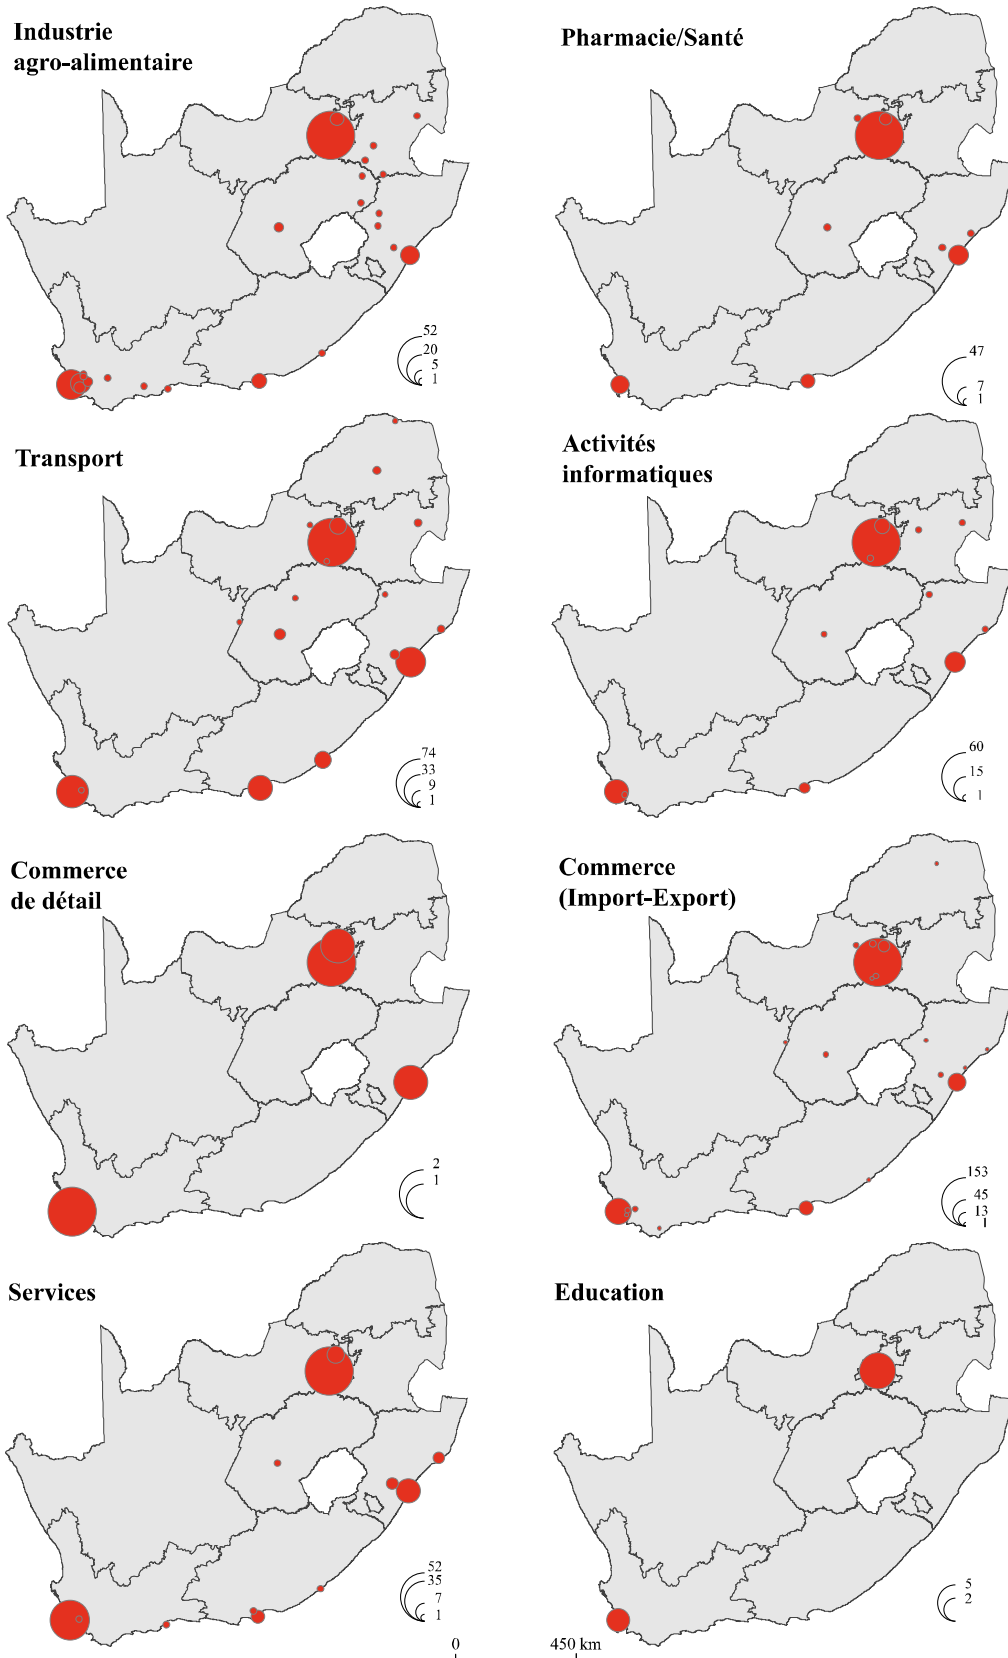 Industrie
agro-alimentaire
52
20
5
1
Pharmacie/Santé
47
7
1
Transport
74
33
9
1
Activités
informatiques
60
15
1
Commerce
de détail
2
1
Commerce
(Import-Export)
153
45
13
1
Services
52
35
7
1
Education
5
2
0 450 km